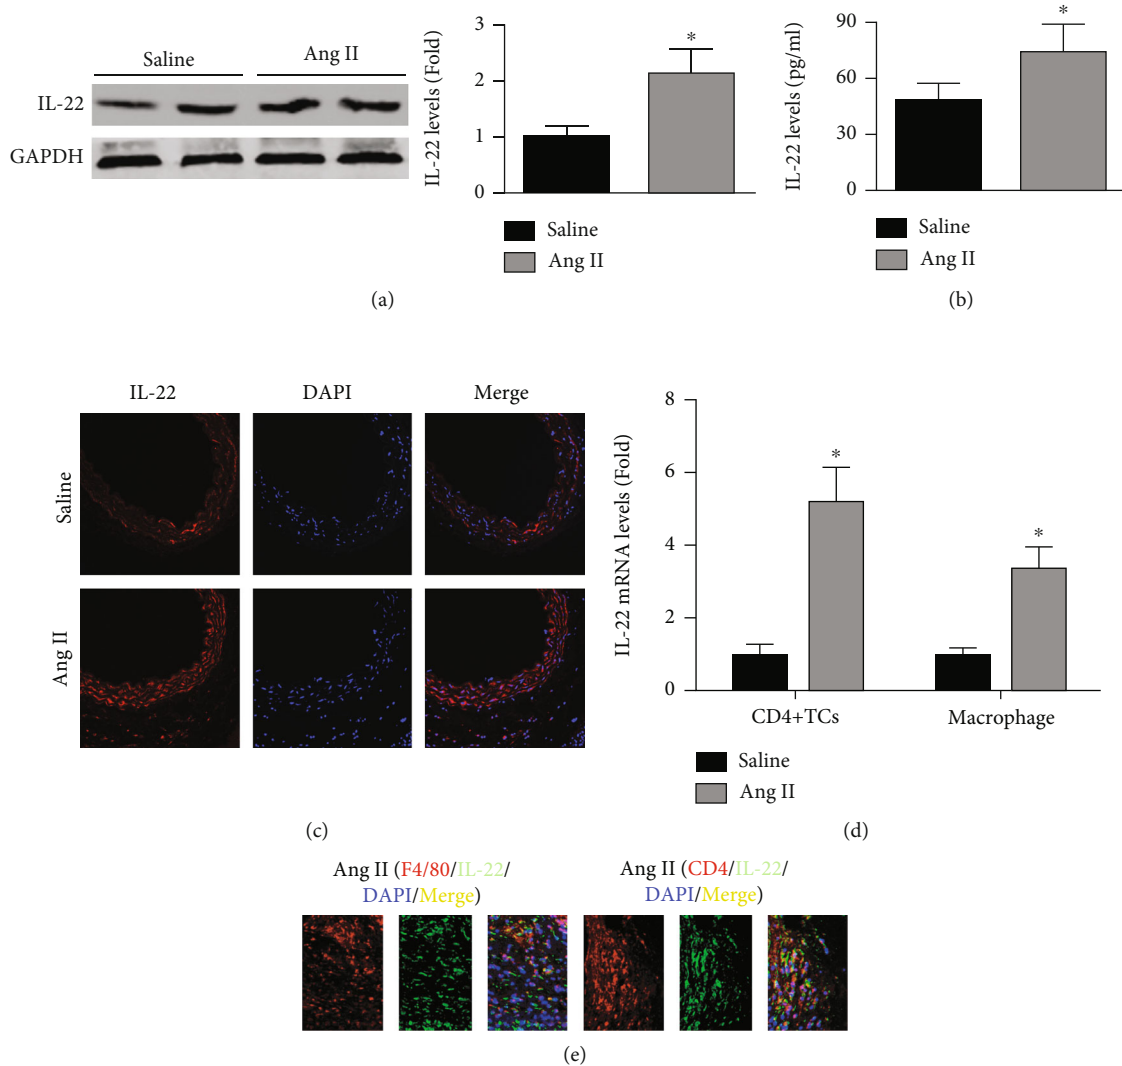 Saline
Ang II
IL-22
GAPDH
IL-22 levels (Fold)
3
2
1
0
*
Saline
Ang II
(a)
IL-22 levels (pg/ml)
90
60
30
0
*
Saline
Ang II
(b)
IL-22
DAPI
Merge
Saline
Ang II
(c)
IL-22 mRNA levels (Fold)
8
6
4
2
0
*
*
CD4+TCs
Macrophage
Saline
Ang II
(d)
Ang II (F4/80/IL-22/
DAPI/Merge)
Ang II (CD4/IL-22/
DAPI/Merge)
(e)